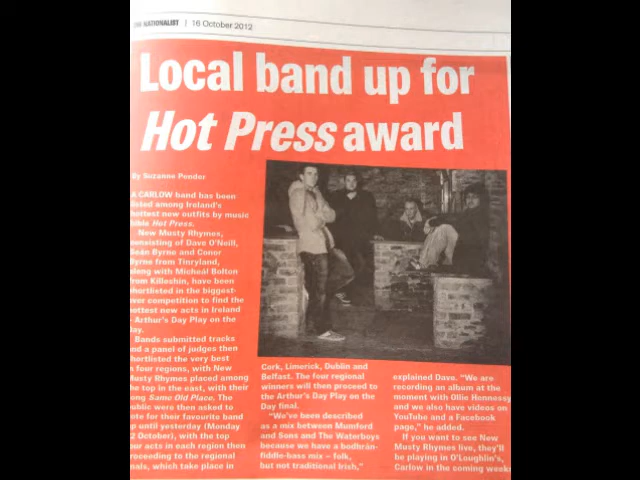 THE NATIONALIST | 16 October 2012
Local band up for
Hot Press award
By Suzanne Pender
A CARLOW band has been
listed among Ireland's
hottest new outfits by music
bible Hot Press.
New Musty Rhymes,
consisting of Dave O'Neill,
Seán Byrne and Conor
Byrne from Tinryland,
along with Micheál Bolton
from Killeshin, have been
shortlisted in the biggest-
ever competition to find the
hottest new acts in Ireland
- Arthur's Day Play on the
Day.
Bands submitted tracks
and a panel of judges then
shortlisted the very best
four regions, with New
Musty Rhymes placed among
the top in the east, with their
song Same Old Place. The
public were then asked to
vote for their favourite band
up until yesterday (Monday
2 October), with the top
four acts in each region then
proceeding to the regional
finals, which take place in
Cork, Limerick, Dublin and
Belfast. The four regional
winners will then proceed to
the Arthur's Day Play on the
Day final.
"We've been described
as a mix between Mumford
and Sons and The Waterboys
because we have a bodhrán-
fiddle-bass mix – folk,
but not traditional Irish,"
explained Dave. "We are
recording an album at the
moment with Ollie Hennessy
and we also have videos on
YouTube and a Facebook
page," he added.
If you want to see New
Musty Rhymes live, they'll
be playing in O'Loughlin's,
Carlow in the coming weeks